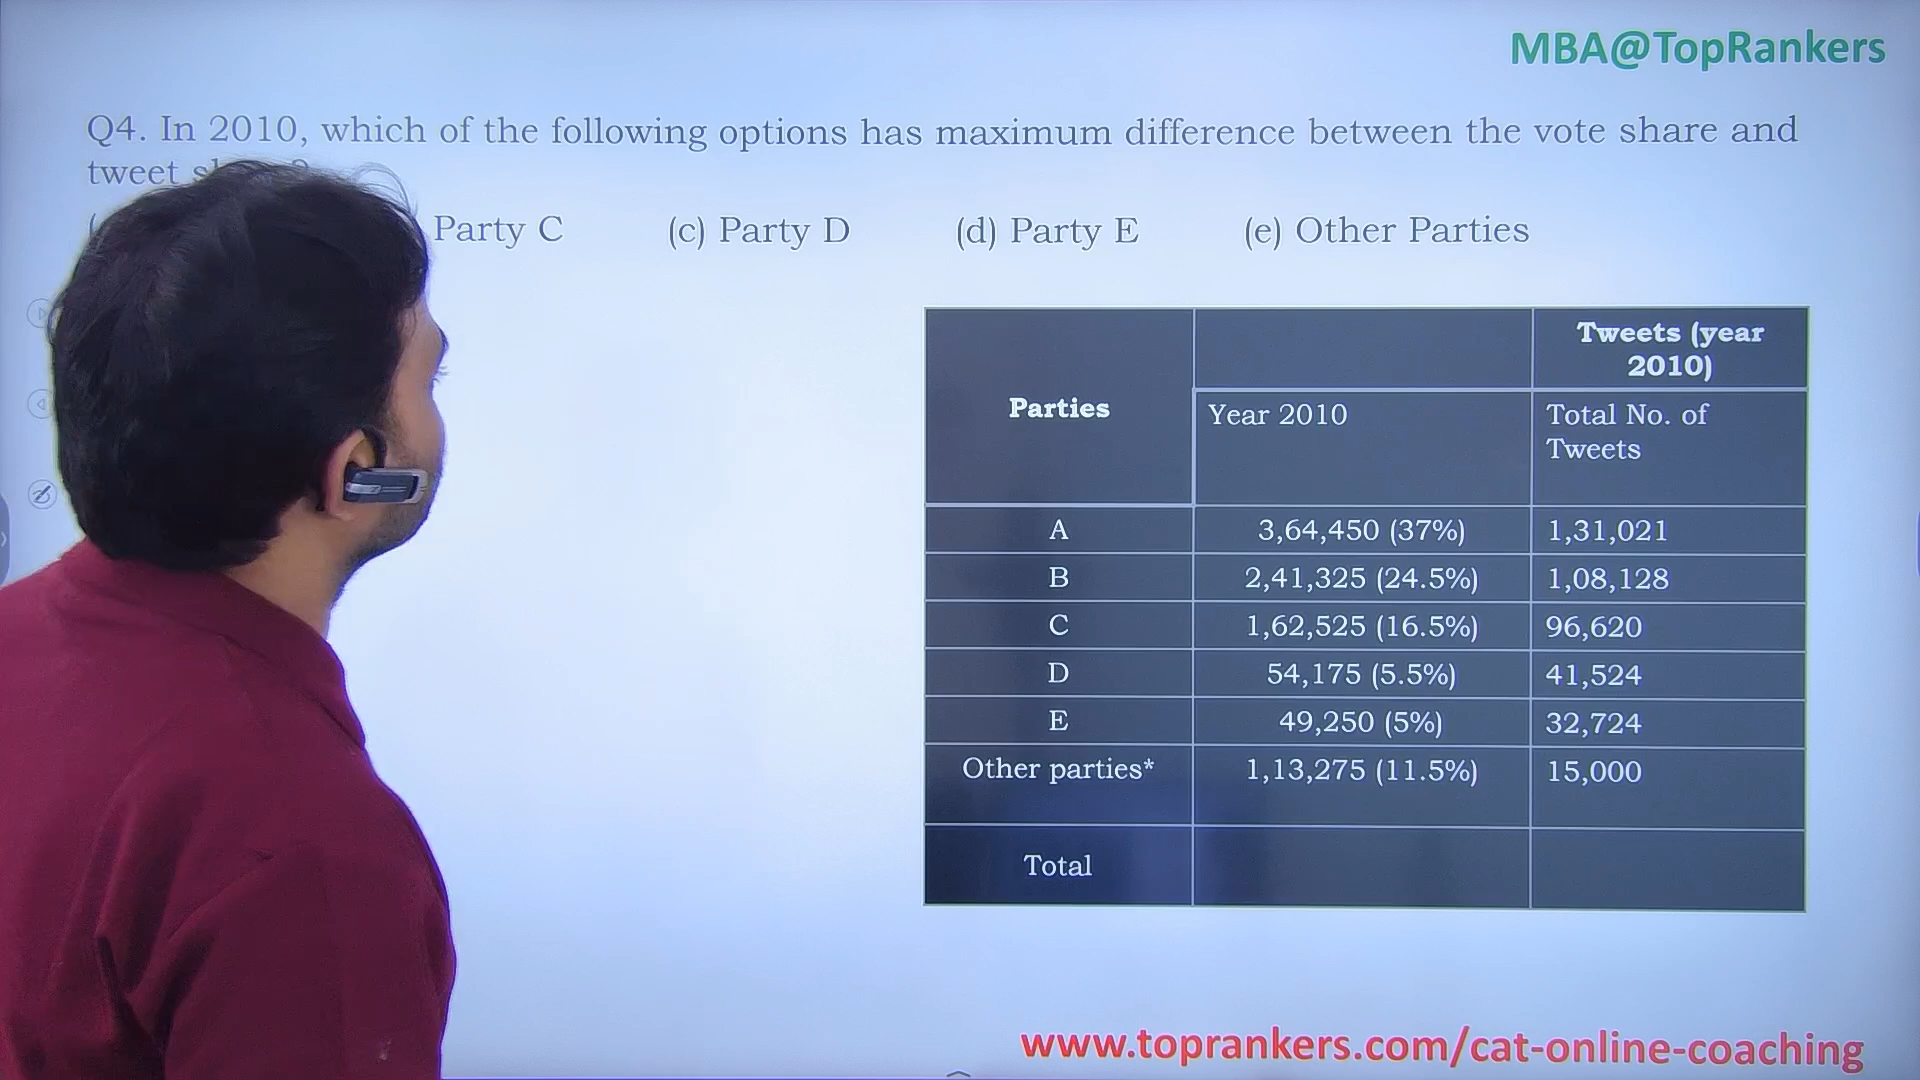 MBA@TopRankers
Q4. In 2010, which of the following options has maximum difference between the vote share and
tweet
Party C (c) Party D (d) Party E (e) Other Parties
Parties
Tweets (year
2010)
Year 2010
Total No. of
Tweets
A 3,64,450 (37%) 1,31,021
B 2,41,325 (24.5%) 1,08,128
C 1,62,525 (16.5%) 96,620
D 54,175 (5.5%) 41,524
E 49,250 (5%) 32,724
Other parties* 1,13,275 (11.5%) 15,000
Total
www.toprankers.com/cat-online-coaching